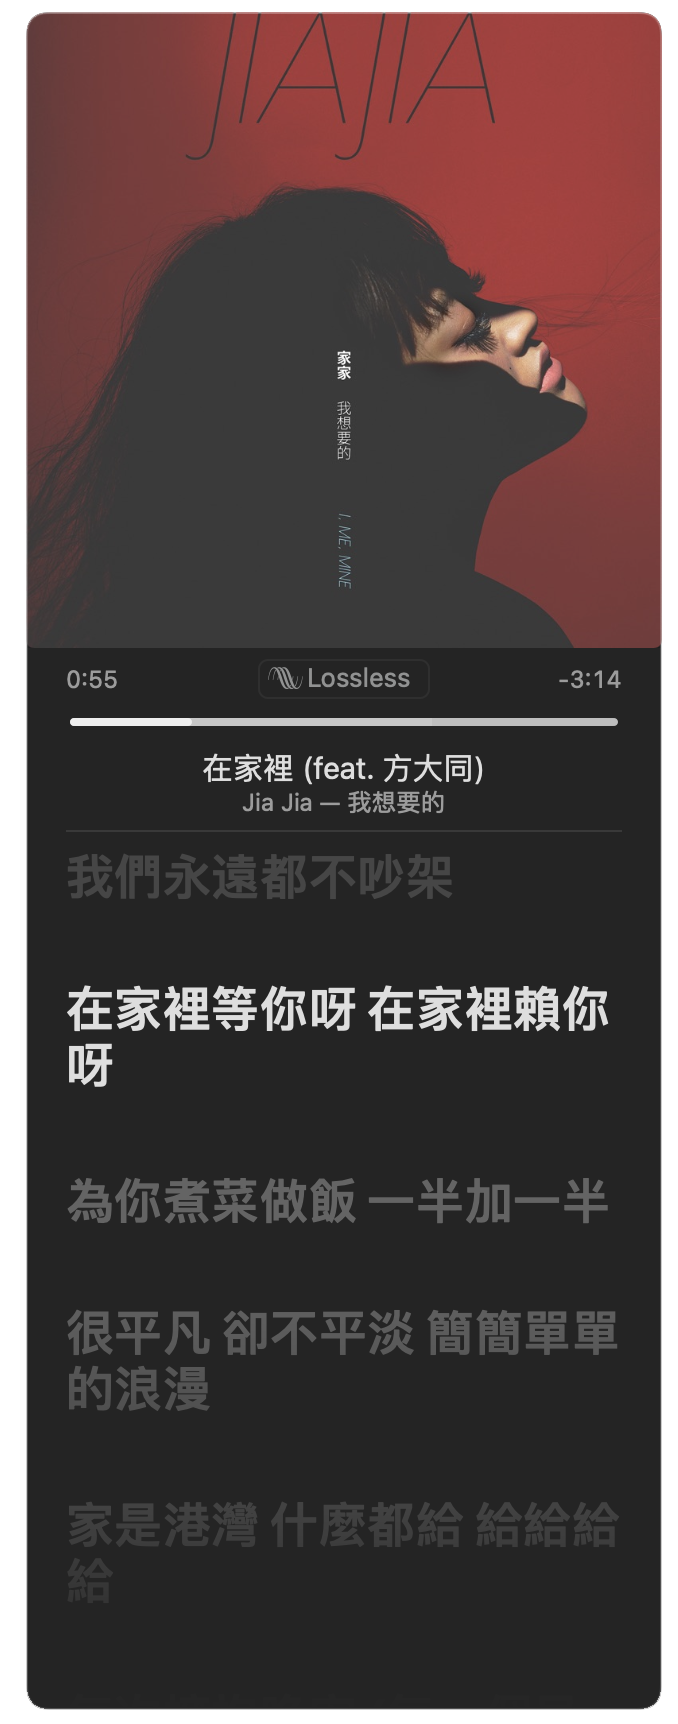 JIAJIA
家家 我想要的 I, ME, MINE
0:55 Lossless -3:14
在家裡 (feat. 方大同)
Jia Jia — 我想要的
我們永遠都不吵架
在家裡等你呀 在家裡賴你
呀
為你煮菜做飯 一半加一半
很平凡 卻不平淡 簡簡單單
的浪漫
家是港灣 什麼都給 給給給
給